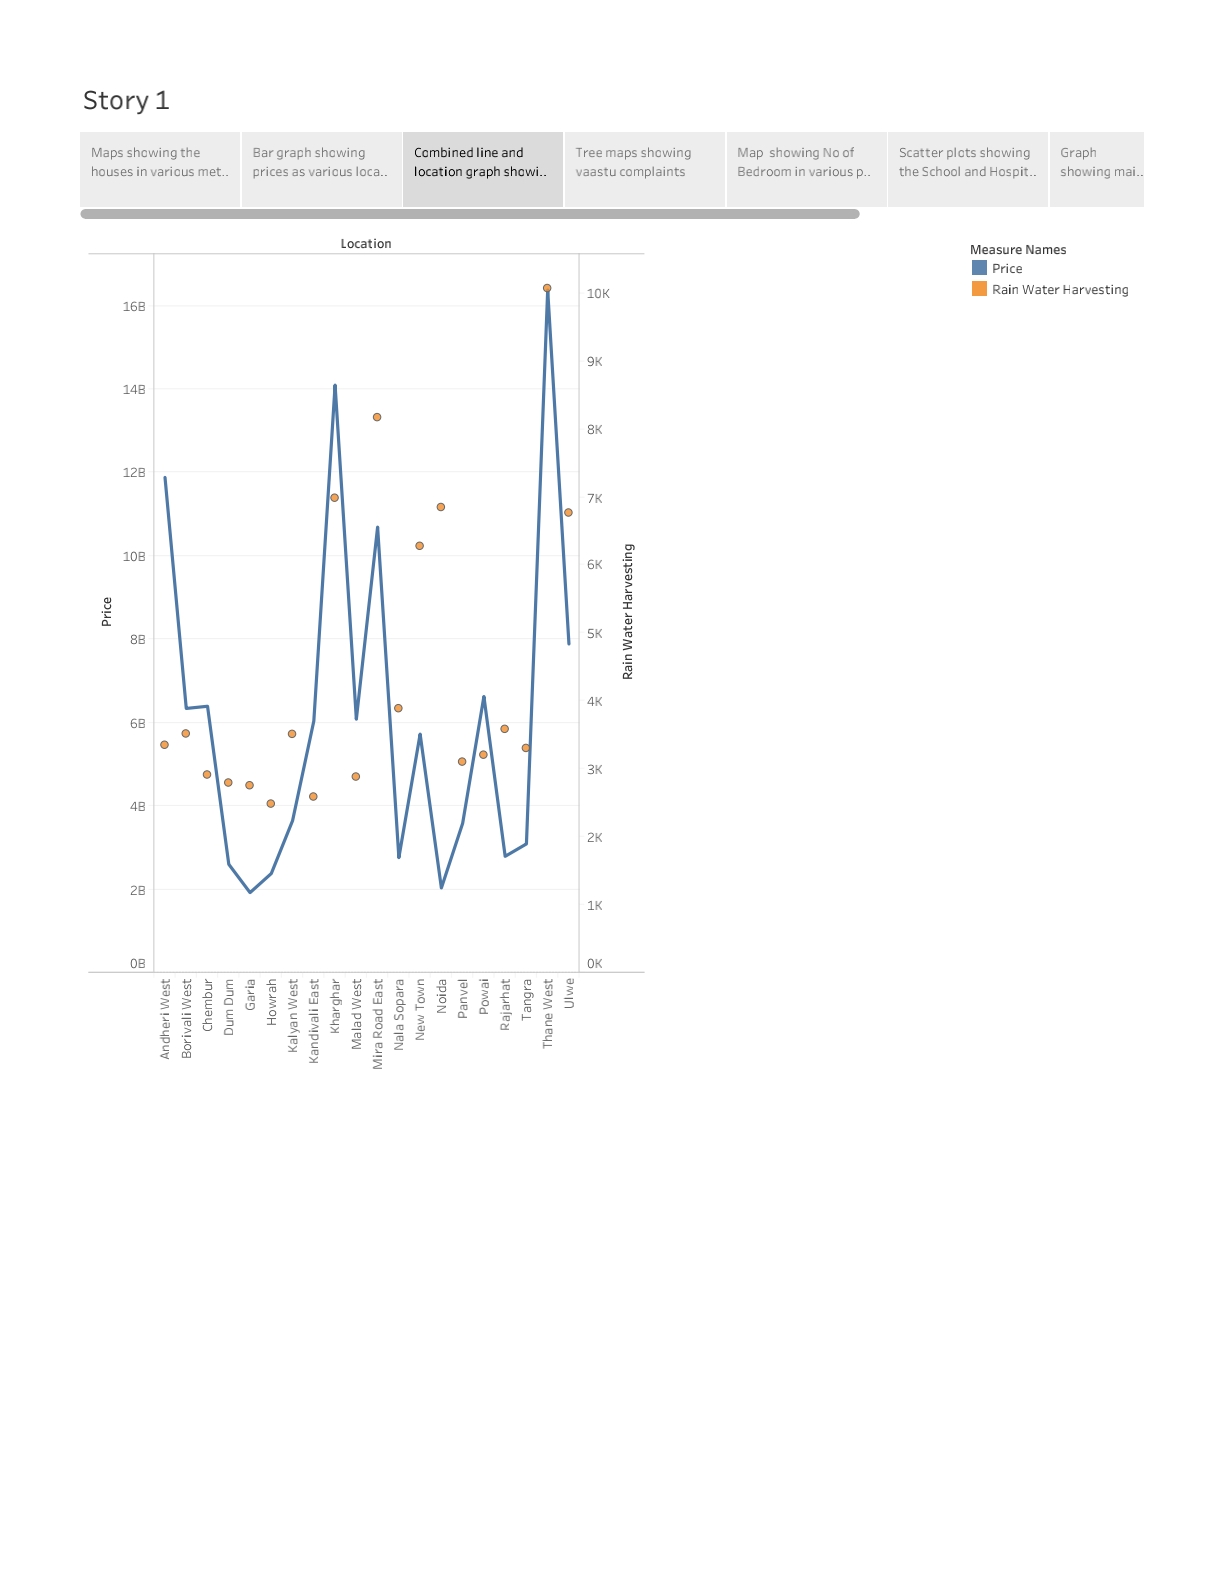 Story 1
Maps showing the
houses in various met..
Bar graph showing
prices as various loca..
Combined line and
location graph showi..
Tree maps showing
vaastu complaints
Map  showing No of
Bedroom in various p..
Scatter plots showing
the School and Hospit..
Graph
showing mai..
Location
Measure Names
Price
Rain Water Harvesting
16B
14B
12B
10B
8B
6B
4B
2B
0B
Price
10K
9K
8K
7K
6K
5K
4K
3K
2K
1K
0K
Rain Water Harvesting
Andheri West
Borivali West
Chembur
Dum Dum
Garia
Howrah
Kalyan West
Kandivali East
Kharghar
Malad West
Mira Road East
Nala Sopara
New Town
Noida
Panvel
Powai
Rajarhat
Tangra
Thane West
Ulwe